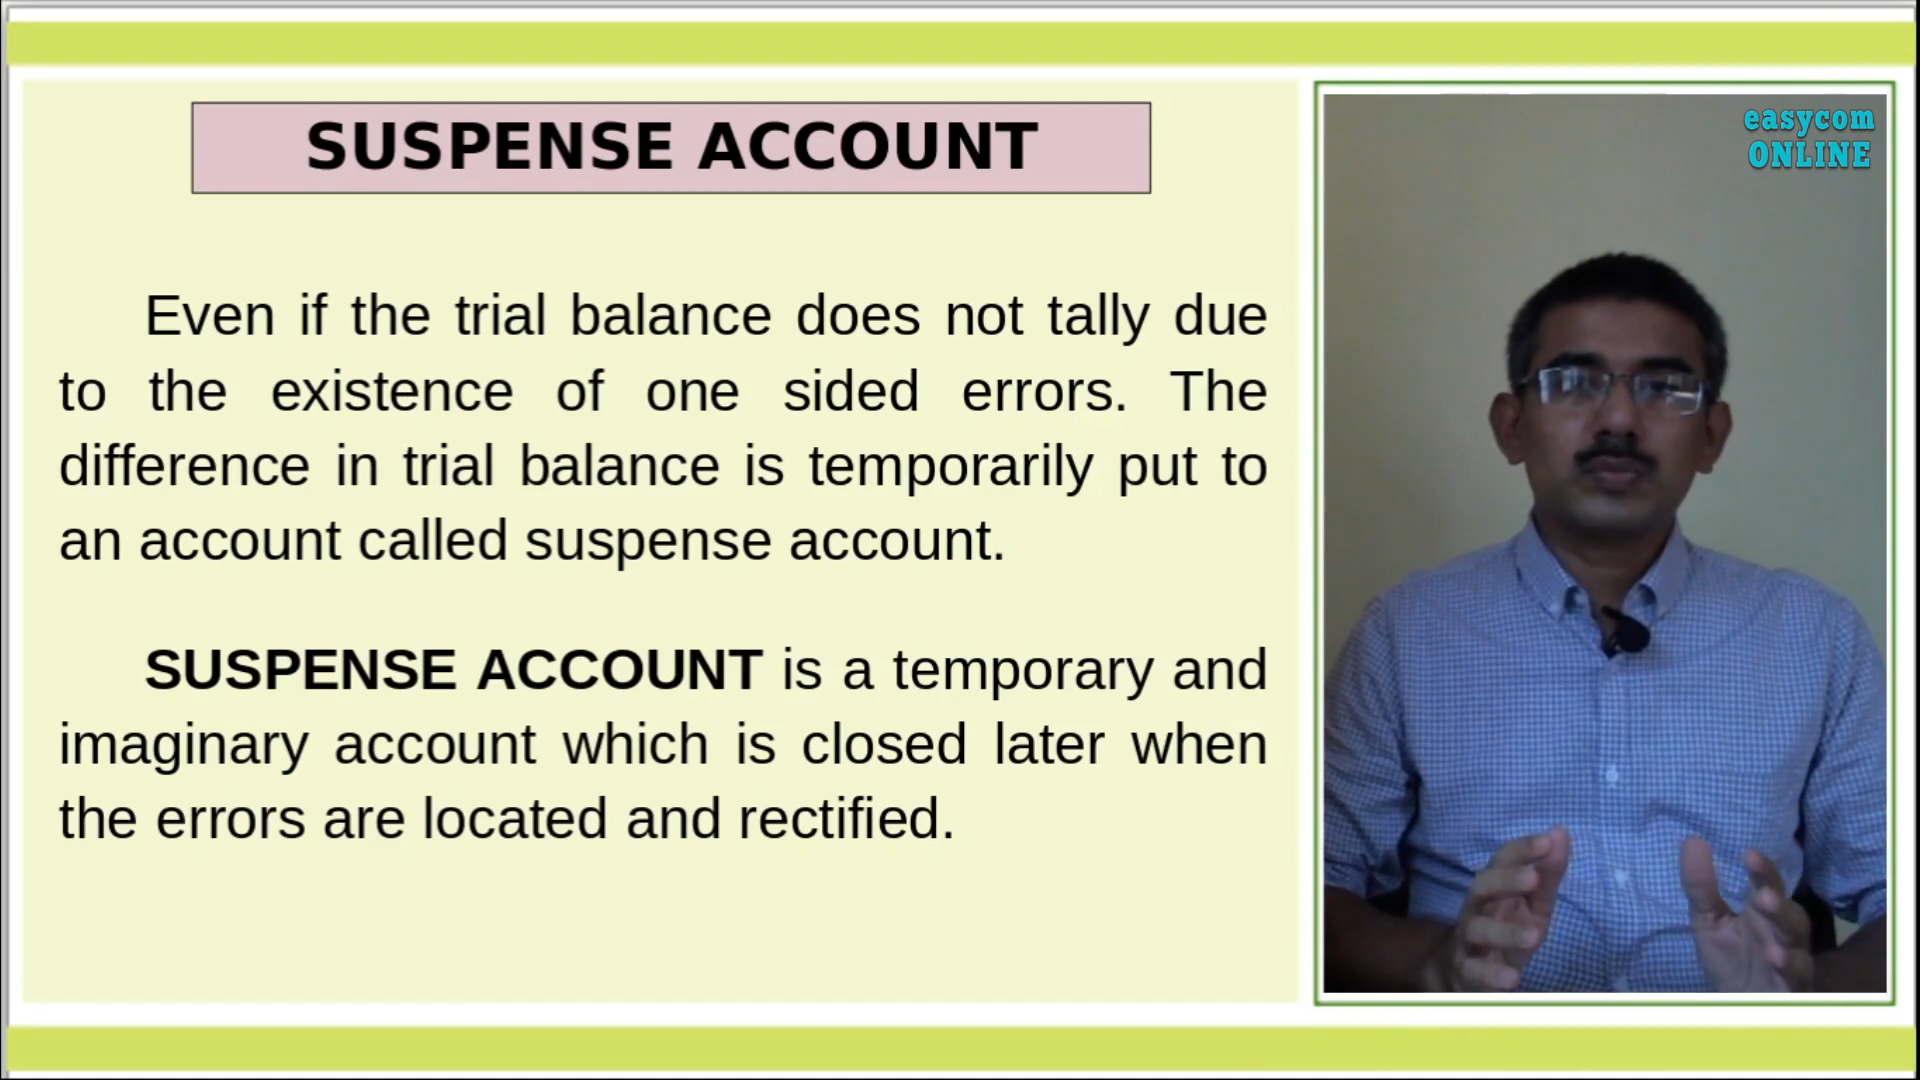 SUSPENSE ACCOUNT
easycom
ONLINE
Even if the trial balance does not tally due
to the existence of one sided errors. The
difference in trial balance is temporarily put to
an account called suspense account.
SUSPENSE ACCOUNT is a temporary and
imaginary account which is closed later when
the errors are located and rectified.